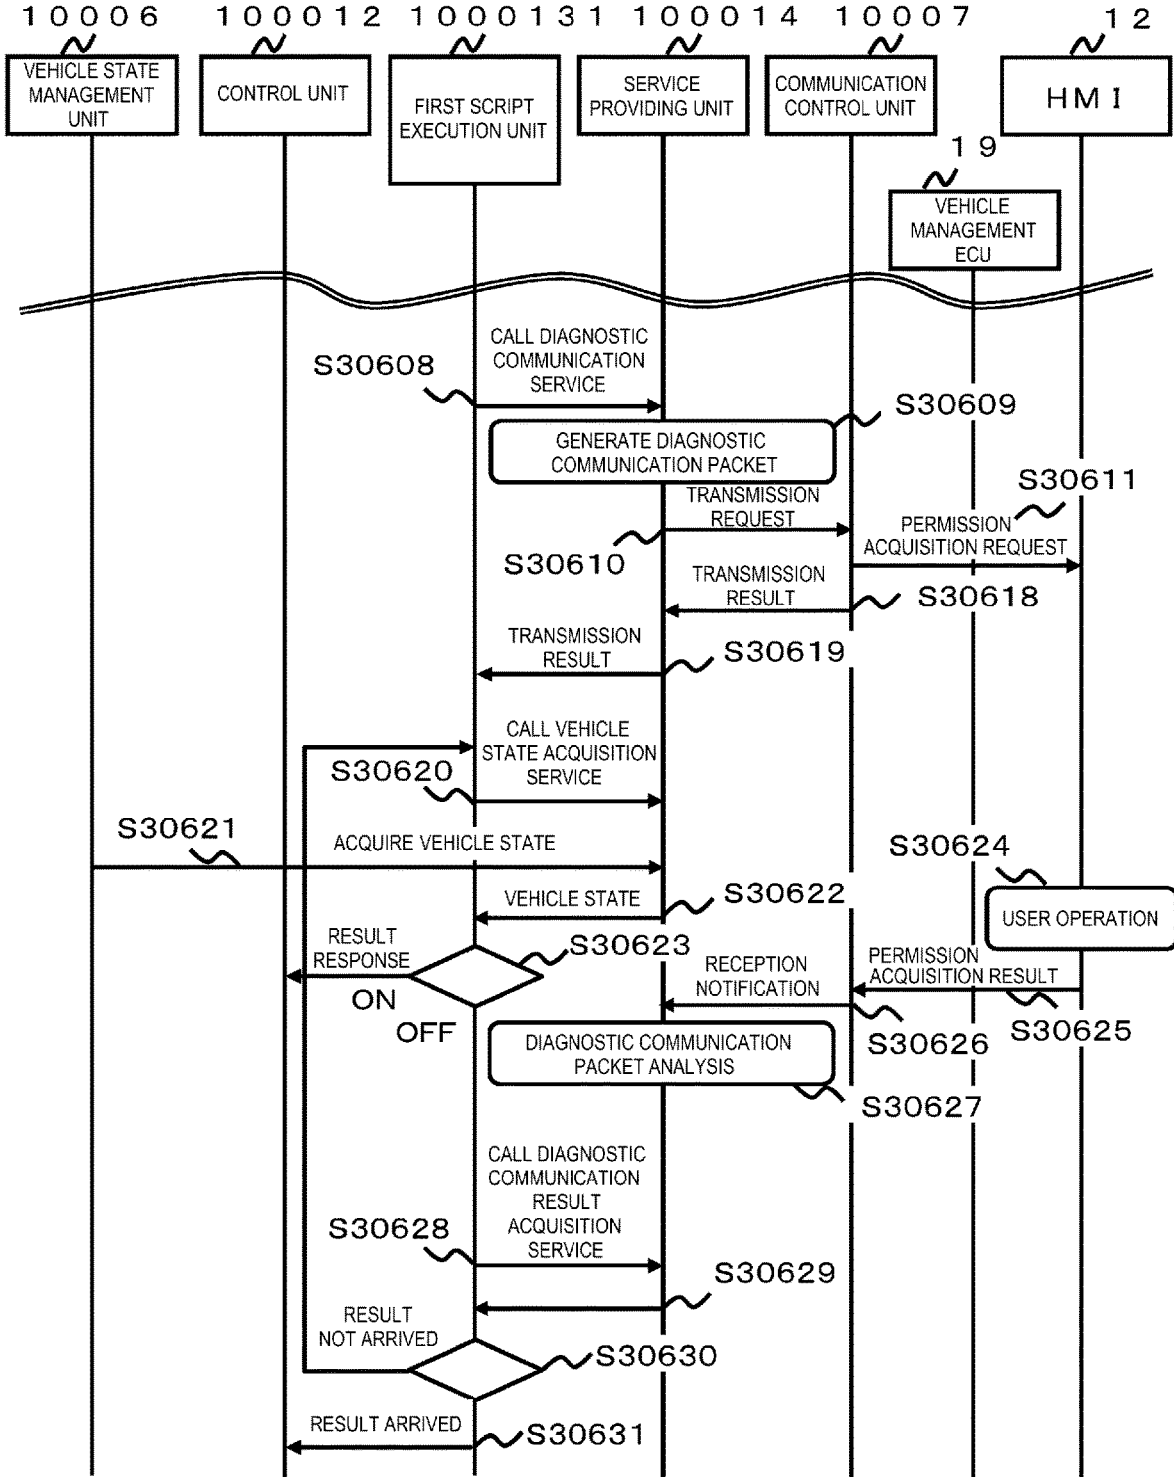 10006
100012
1000131
100014
10007
12
VEHICLE STATE
MANAGEMENT
UNIT
CONTROL UNIT
FIRST SCRIPT
EXECUTION UNIT
SERVICE
PROVIDING UNIT
COMMUNICATION
CONTROL UNIT
HMI
19
VEHICLE
MANAGEMENT
ECU
CALL DIAGNOSTIC
COMMUNICATION
SERVICE
S30608
S30609
GENERATE DIAGNOSTIC
COMMUNICATION PACKET
TRANSMISSION
REQUEST
S30610
S30611
PERMISSION
ACQUISITION REQUEST
TRANSMISSION
RESULT
S30618
TRANSMISSION
RESULT
S30619
CALL VEHICLE
STATE ACQUISITION
SERVICE
S30620
S30621
ACQUIRE VEHICLE STATE
S30624
VEHICLE STATE
S30622
USER OPERATION
RESULT
RESPONSE
S30623
ON
OFF
RECEPTION
NOTIFICATION
PERMISSION
ACQUISITION RESULT
S30625
S30626
DIAGNOSTIC COMMUNICATION
PACKET ANALYSIS
S30627
CALL DIAGNOSTIC
COMMUNICATION
RESULT
ACQUISITION
SERVICE
S30628
S30629
RESULT
NOT ARRIVED
S30630
RESULT ARRIVED
S30631